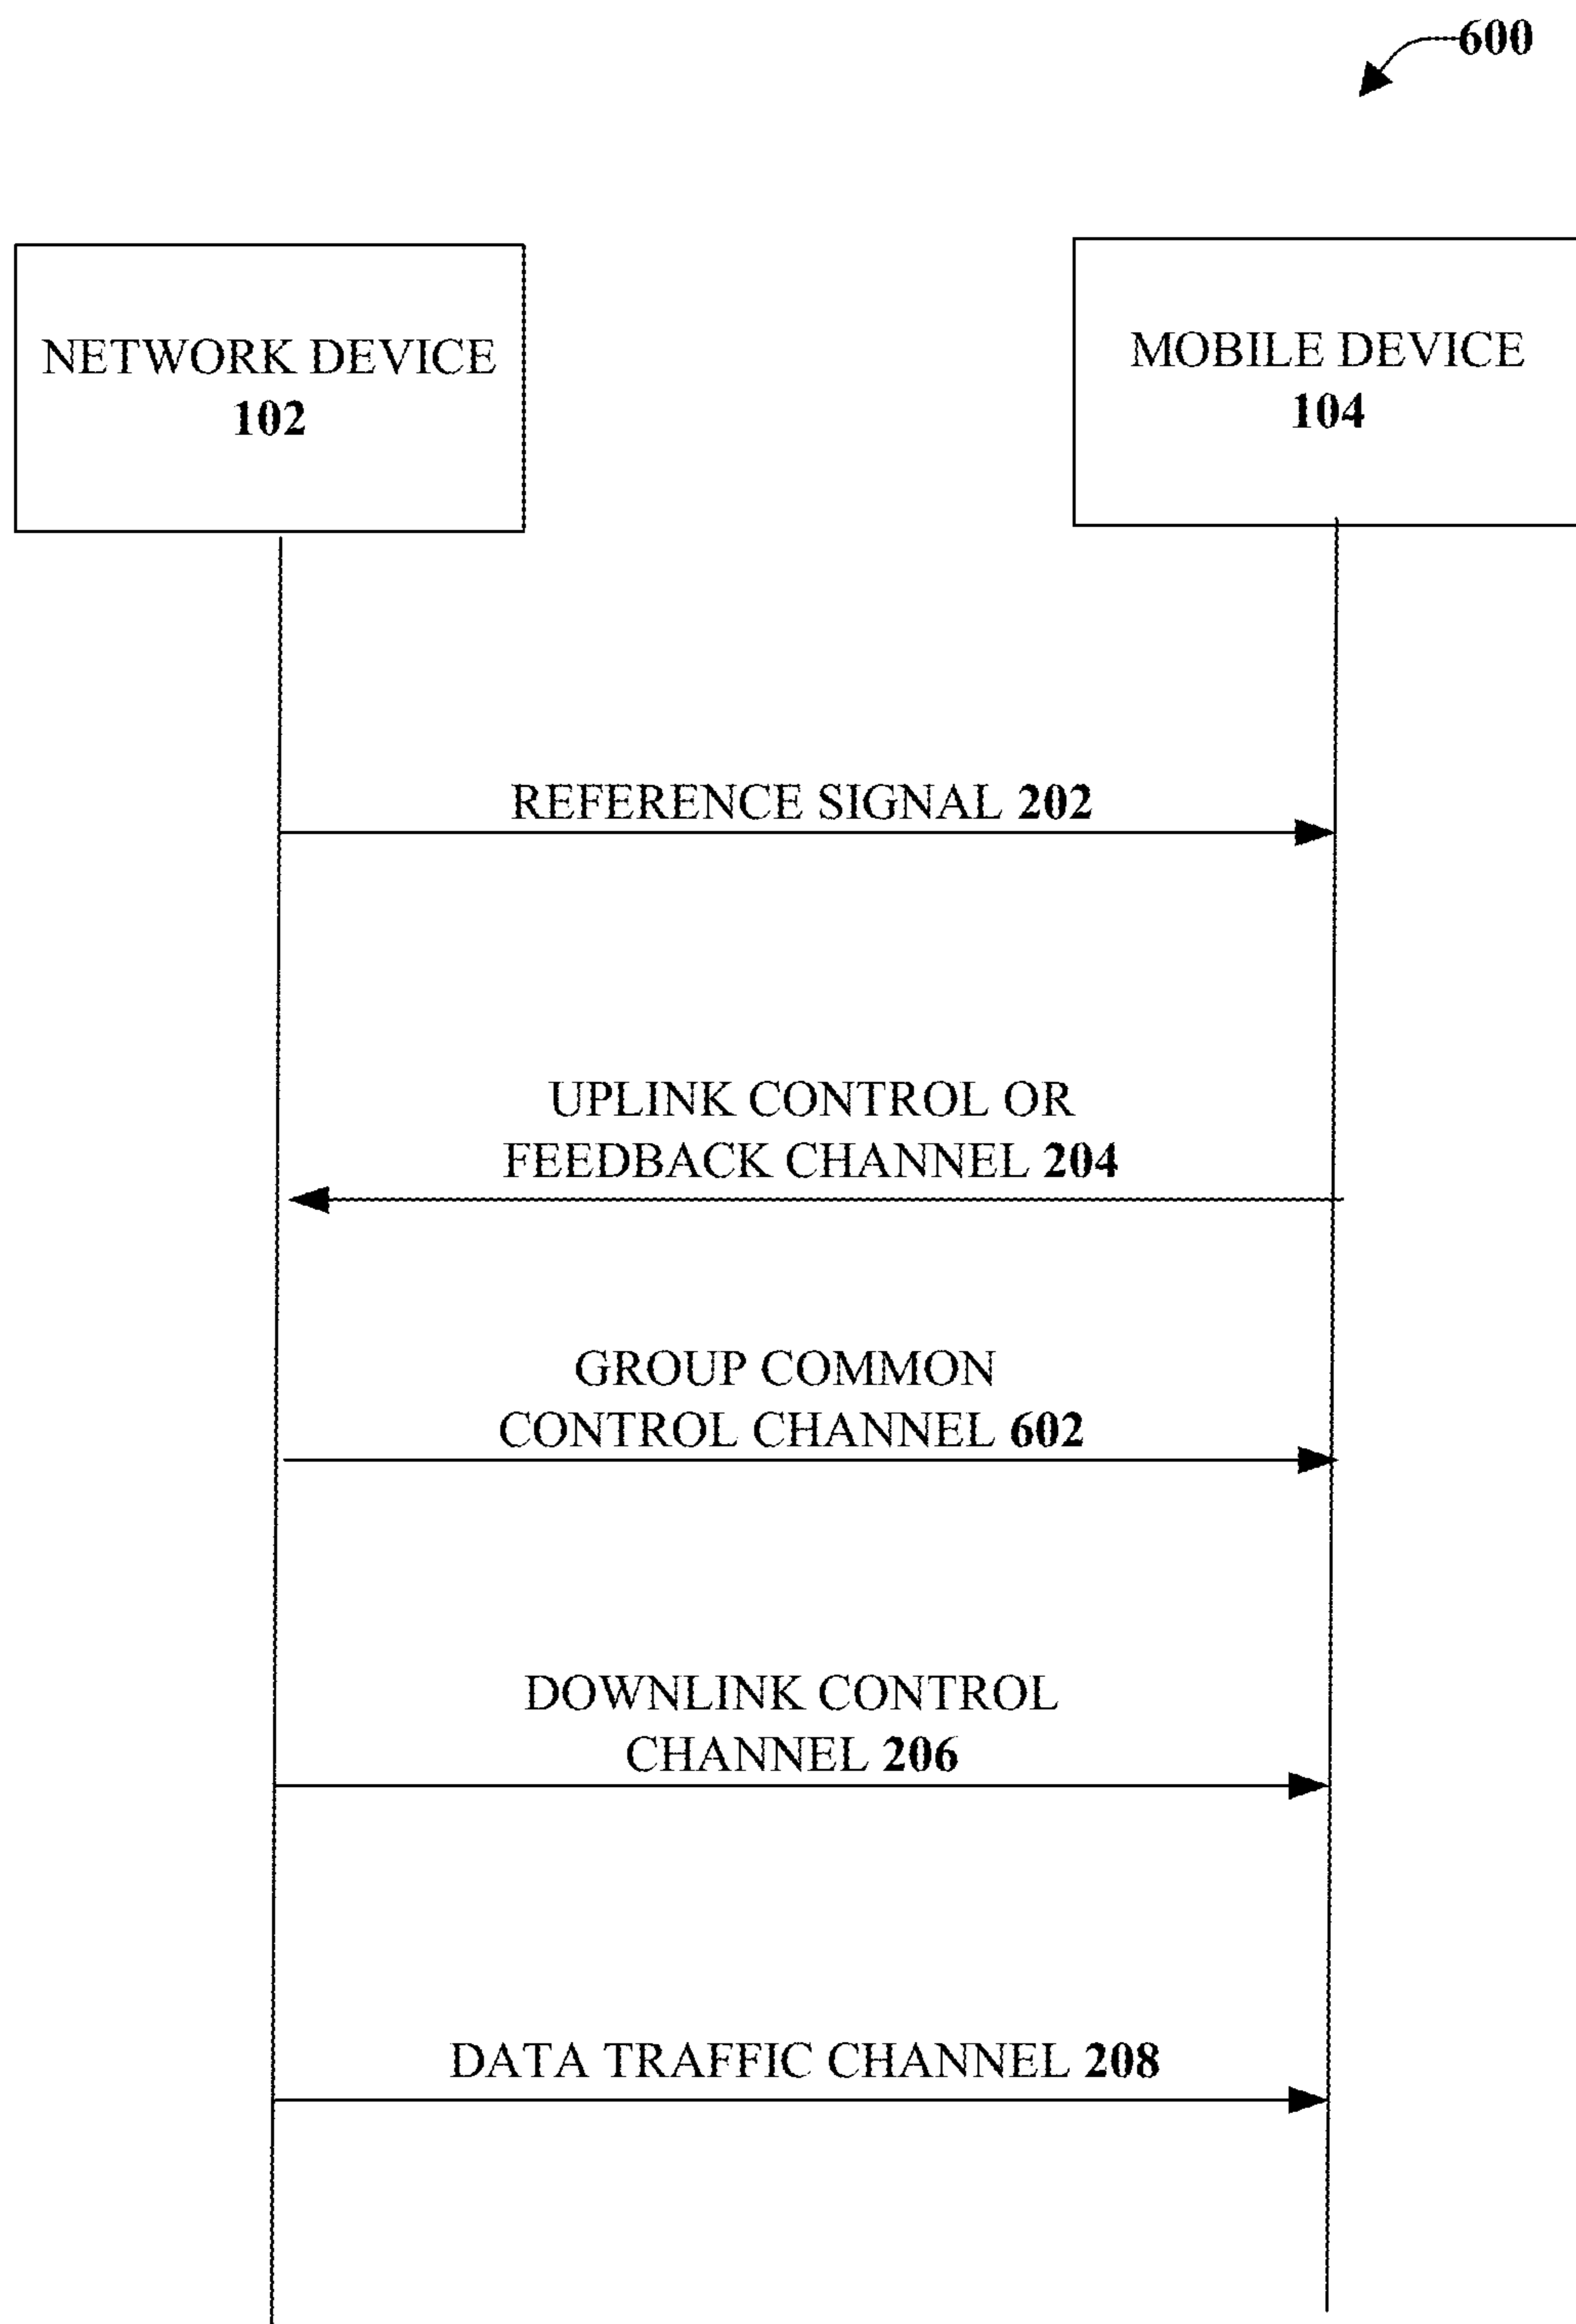 600
NETWORK DEVICE
102
MOBILE DEVICE
104
REFERENCE SIGNAL 202
UPLINK CONTROL OR
FEEDBACK CHANNEL 204
GROUP COMMON
CONTROL CHANNEL 602
DOWNLINK CONTROL
CHANNEL 206
DATA TRAFFIC CHANNEL 208